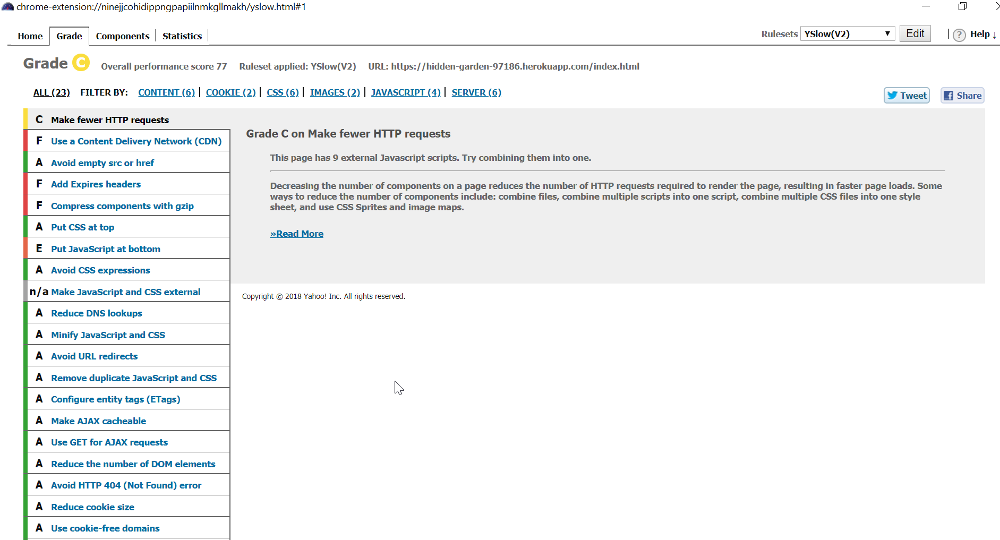 chrome-extension://ninejjcohidippngpapiilnmkgllmakh/yslow.html#1
Home Grade Components Statistics Rulesets YSlow(V2) ▼ Edit ? Help ↓
Grade C Overall performance score 77 Ruleset applied: YSlow(V2) URL: https://hidden-garden-97186.herokuapp.com/index.html
ALL (23) FILTER BY: CONTENT (6) | COOKIE (2) | CSS (6) | IMAGES (2) | JAVASCRIPT (4) | SERVER (6)
Tweet Share
C Make fewer HTTP requests
F Use a Content Delivery Network (CDN)
A Avoid empty src or href
F Add Expires headers
F Compress components with gzip
A Put CSS at top
E Put JavaScript at bottom
A Avoid CSS expressions
n/a Make JavaScript and CSS external
A Reduce DNS lookups
A Minify JavaScript and CSS
A Avoid URL redirects
A Remove duplicate JavaScript and CSS
A Configure entity tags (ETags)
A Make AJAX cacheable
A Use GET for AJAX requests
A Reduce the number of DOM elements
A Avoid HTTP 404 (Not Found) error
A Reduce cookie size
A Use cookie-free domains
Grade C on Make fewer HTTP requests
This page has 9 external Javascript scripts. Try combining them into one.
Decreasing the number of components on a page reduces the number of HTTP requests required to render the page, resulting in faster page loads. Some
ways to reduce the number of components include: combine files, combine multiple scripts into one script, combine multiple CSS files into one style
sheet, and use CSS Sprites and image maps.
»Read More
Copyright © 2018 Yahoo! Inc. All rights reserved.